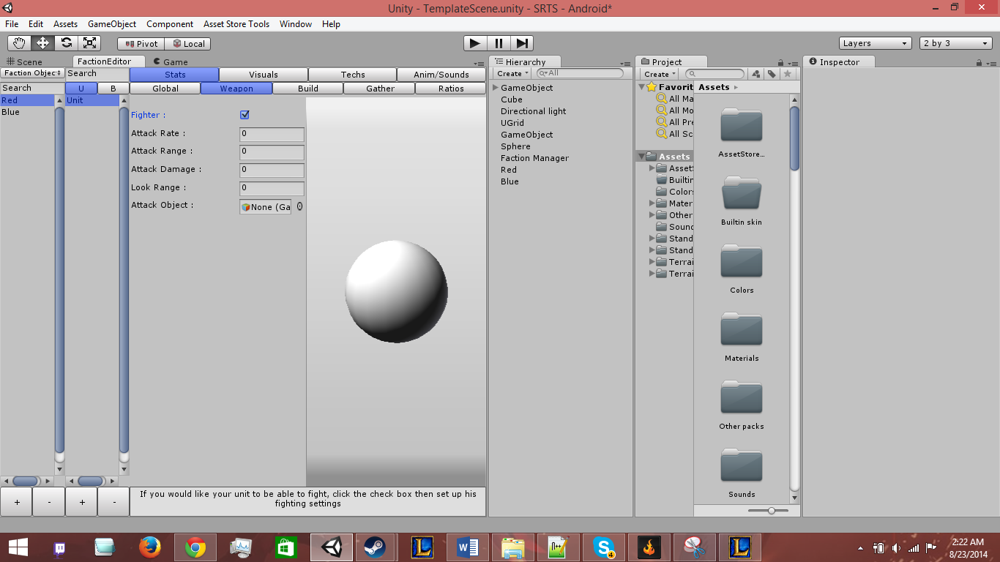 Unity - TemplateScene.unity - SRTS - Android*
File Edit Assets GameObject Component Asset Store Tools Window Help
Pivot Local
Layers 2 by 3
Scene FactionEditor Game
Faction Objec Search
Stats Visuals Techs Anim/Sounds
Search U B
Global Weapon Build Gather Ratios
Red Unit
Blue
Fighter :
Attack Rate : 0
Attack Range : 0
Attack Damage : 0
Look Range : 0
Attack Object : None (Ga
+ - + -
If you would like your unit to be able to fight, click the check box then set up his
fighting settings
Hierarchy
Create All
GameObject
Cube
Directional light
UGrid
GameObject
Sphere
Faction Manager
Red
Blue
Project
Create
Favorit
All Ma
All Mo
All Pre
All Sc
Assets
AssetS
Builtin
Colors
Mater
Other
Sound
Stand
Stand
Terrai
Terrai
Assets
AssetStore...
Builtin skin
Colors
Materials
Other packs
Sounds
Inspector
n++
S 4
2:22 AM
8/23/2014